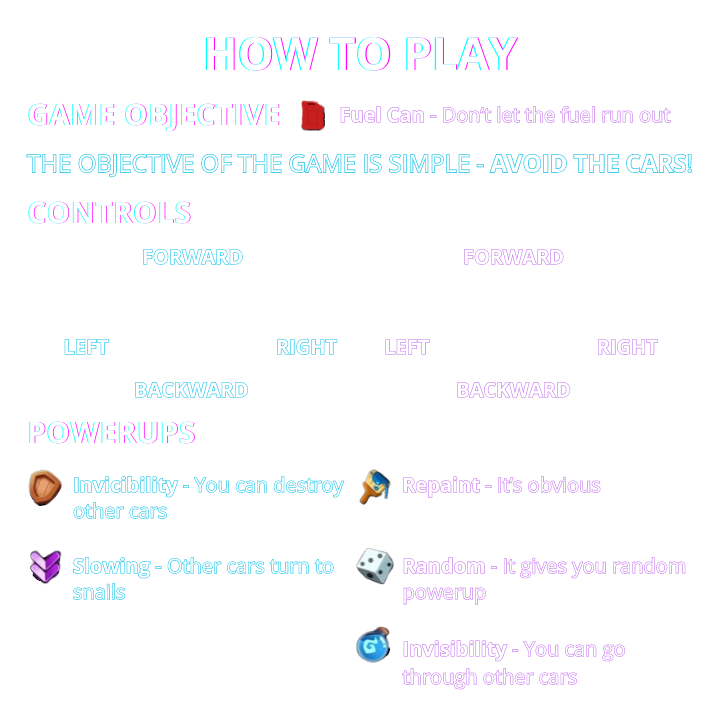 HOW TO PLAY
GAME OBJECTIVE
Fuel Can - Don't let the fuel run out
THE OBJECTIVE OF THE GAME IS SIMPLE - AVOID THE CARS!
CONTROLS
FORWARD
LEFT
RIGHT
BACKWARD
FORWARD
LEFT
RIGHT
BACKWARD
POWERUPS
Invicibility - You can destroy
other cars
Slowing - Other cars turn to
snails
Repaint - It's obvious
Random - It gives you random
powerup
Invisibility - You can go
through other cars